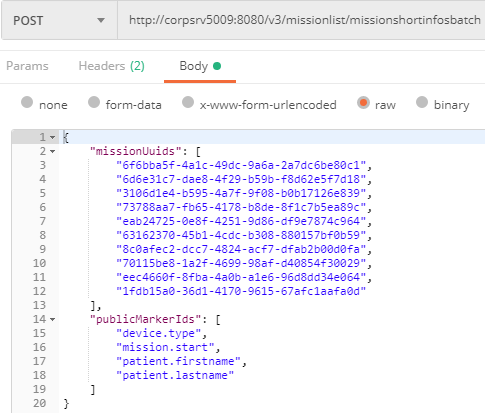 POST http://corpsrv5009:8080/v3/missionlist/missionshortinfosbatch
Params Headers (2) Body
none form-data x-www-form-urlencoded raw binary
1 {
2 "missionUuids": [
3 "6f6bba5f-4a1c-49dc-9a6a-2a7dc6be80c1",
4 "6d6e31c7-dae8-4f29-b59b-f8d62e5f7d18",
5 "3106d1e4-b595-4a7f-9f08-b0b17126e839",
6 "73788aa7-fb65-4178-b8de-8f1c7b5ea89c",
7 "eab24725-0e8f-4251-9d86-df9e7874c964",
8 "63162370-45b1-4cdc-b308-880157bf0b59",
9 "8c0afec2-dcc7-4824-acf7-dfab2b00d0fa",
10 "70115be8-1a2f-4699-98af-d40854f30029",
11 "eec4660f-8fba-4a0b-a1e6-96d8dd34e064",
12 "1fdb15a0-36d1-4170-9615-67afc1aafa0d"
13 ],
14 "publicMarkerIds": [
15 "device.type",
16 "mission.start",
17 "patient.firstname",
18 "patient.lastname"
19 ]
20 }